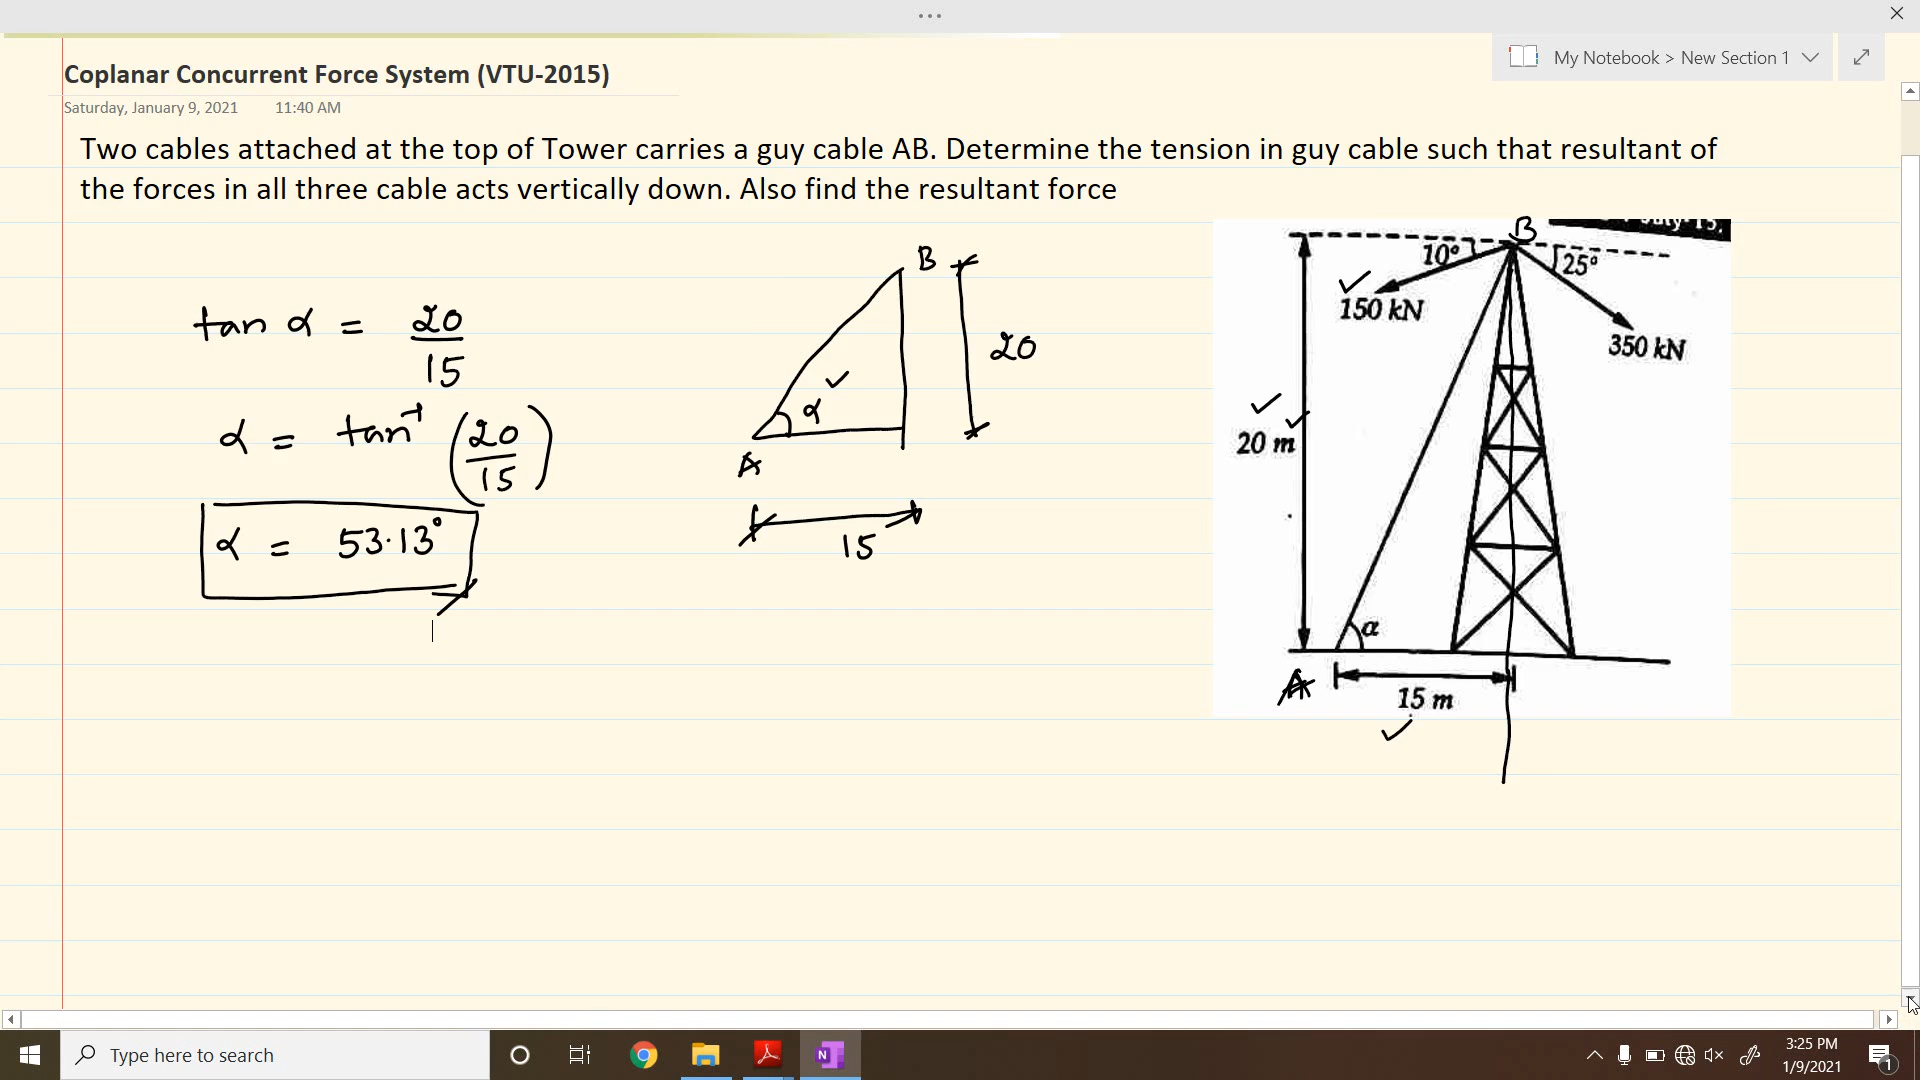 My Notebook > New Section 1
Coplanar Concurrent Force System (VTU-2015)
Saturday, January 9, 2021 11:40 AM
Two cables attached at the top of Tower carries a guy cable AB. Determine the tension in guy cable such that resultant of
the forces in all three cable acts vertically down. Also find the resultant force
tan α = 20/15
α = tan⁻¹ (20/15)
α = 53.13°
B
20
α
A
15
B
10°
25°
150 kN
350 kN
20 m
α
A
15 m
Type here to search
N
3:25 PM
1/9/2021
1